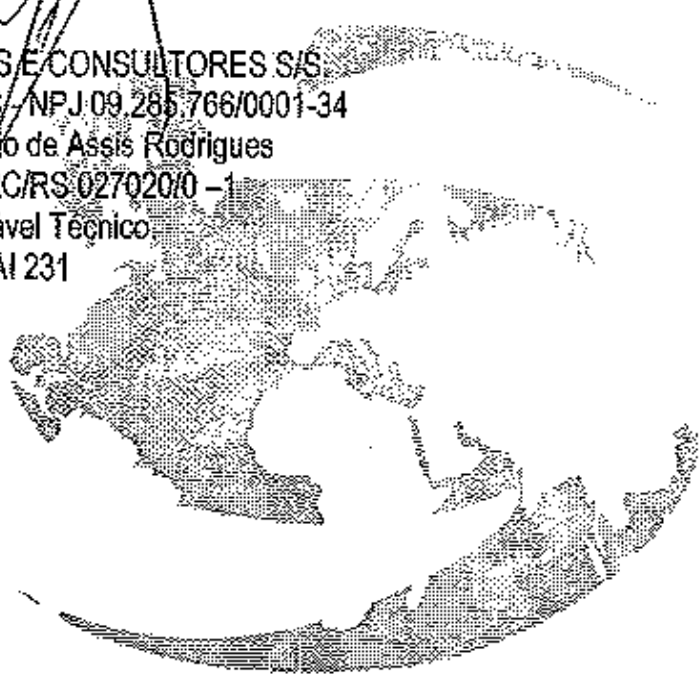 S E CONSULTORES S/S.
- NPJ 09.285.766/0001-34
o de Assis Rodrigues
C/RS 027020/0 –1
avel Técnico
AI 231